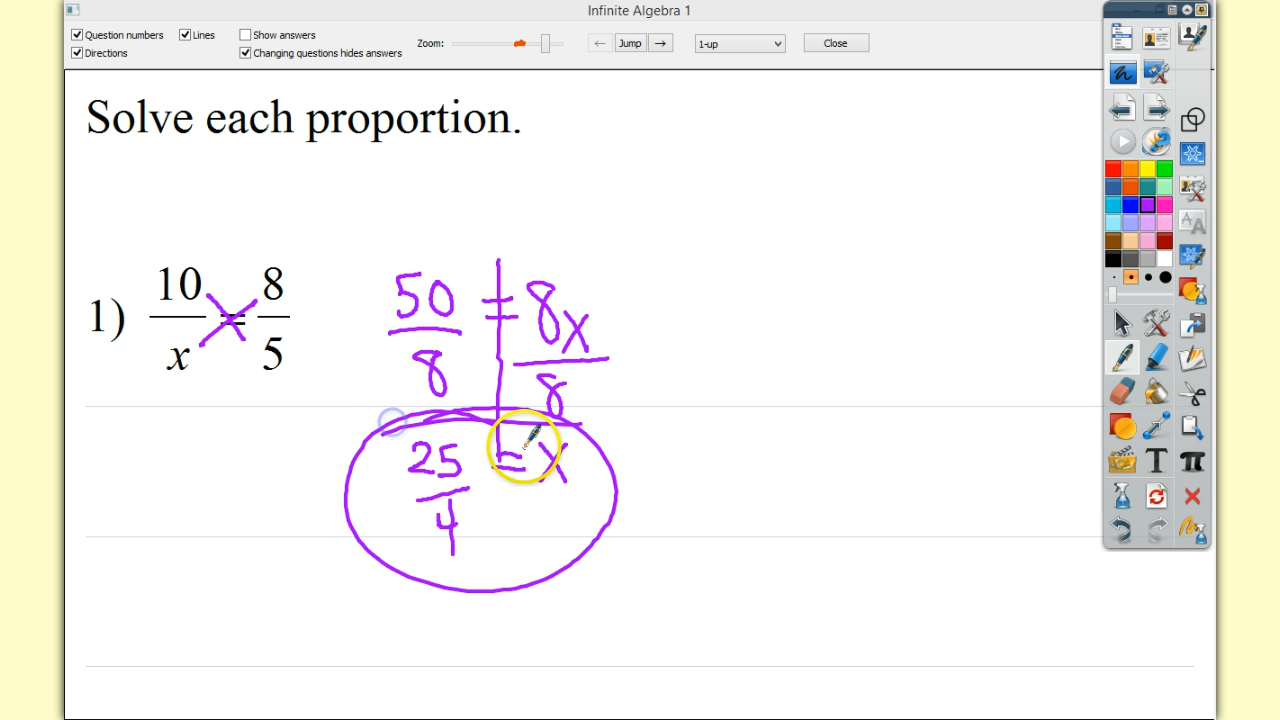 Infinite Algebra 1
Question numbers Lines Show answers
Directions Changing questions hides answers
Zoom: Jump 1-up Close
Solve each proportion.
1) 10/x = 8/5
50/8 = 8x/8
25/4 = x